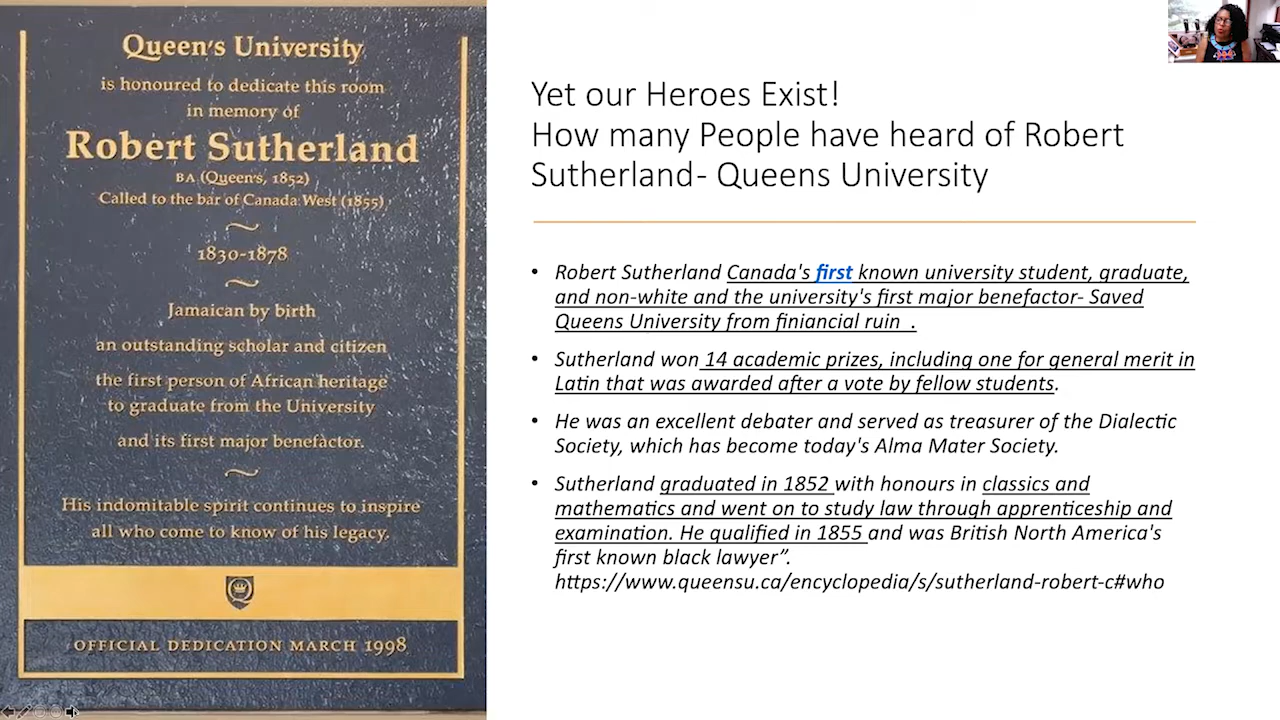 Queen's University
is honoured to dedicate this room
in memory of
Robert Sutherland
BA (Queen's, 1852)
Called to the bar of Canada West (1855)
~
1830-1878
~
Jamaican by birth
an outstanding scholar and citizen
the first person of African heritage
to graduate from the University
and its first major benefactor.
~
His indomitable spirit continues to inspire
all who come to know of his legacy.
OFFICIAL DEDICATION MARCH 1998
Yet our Heroes Exist!
How many People have heard of Robert
Sutherland- Queens University
• Robert Sutherland Canada's first known university student, graduate,
and non-white and the university's first major benefactor- Saved
Queens University from finiancial ruin .
• Sutherland won 14 academic prizes, including one for general merit in
Latin that was awarded after a vote by fellow students.
• He was an excellent debater and served as treasurer of the Dialectic
Society, which has become today's Alma Mater Society.
• Sutherland graduated in 1852 with honours in classics and
mathematics and went on to study law through apprenticeship and
examination. He qualified in 1855 and was British North America's
first known black lawyer”.
https://www.queensu.ca/encyclopedia/s/sutherland-robert-c#who